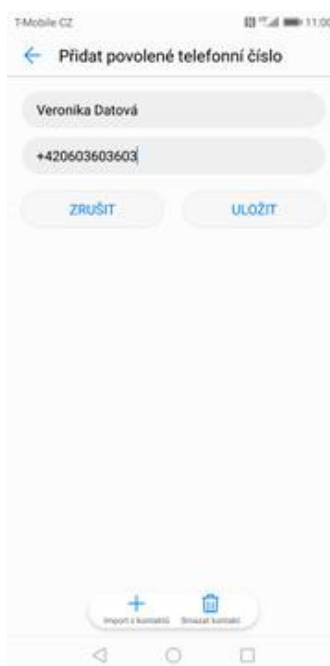 T-Mobile CZ 11:00
Přidat povolené telefonní číslo
Veronika Datová
+420603603603
ZRUŠIT ULOŽIT
Import z kontaktů Smazat kontakt